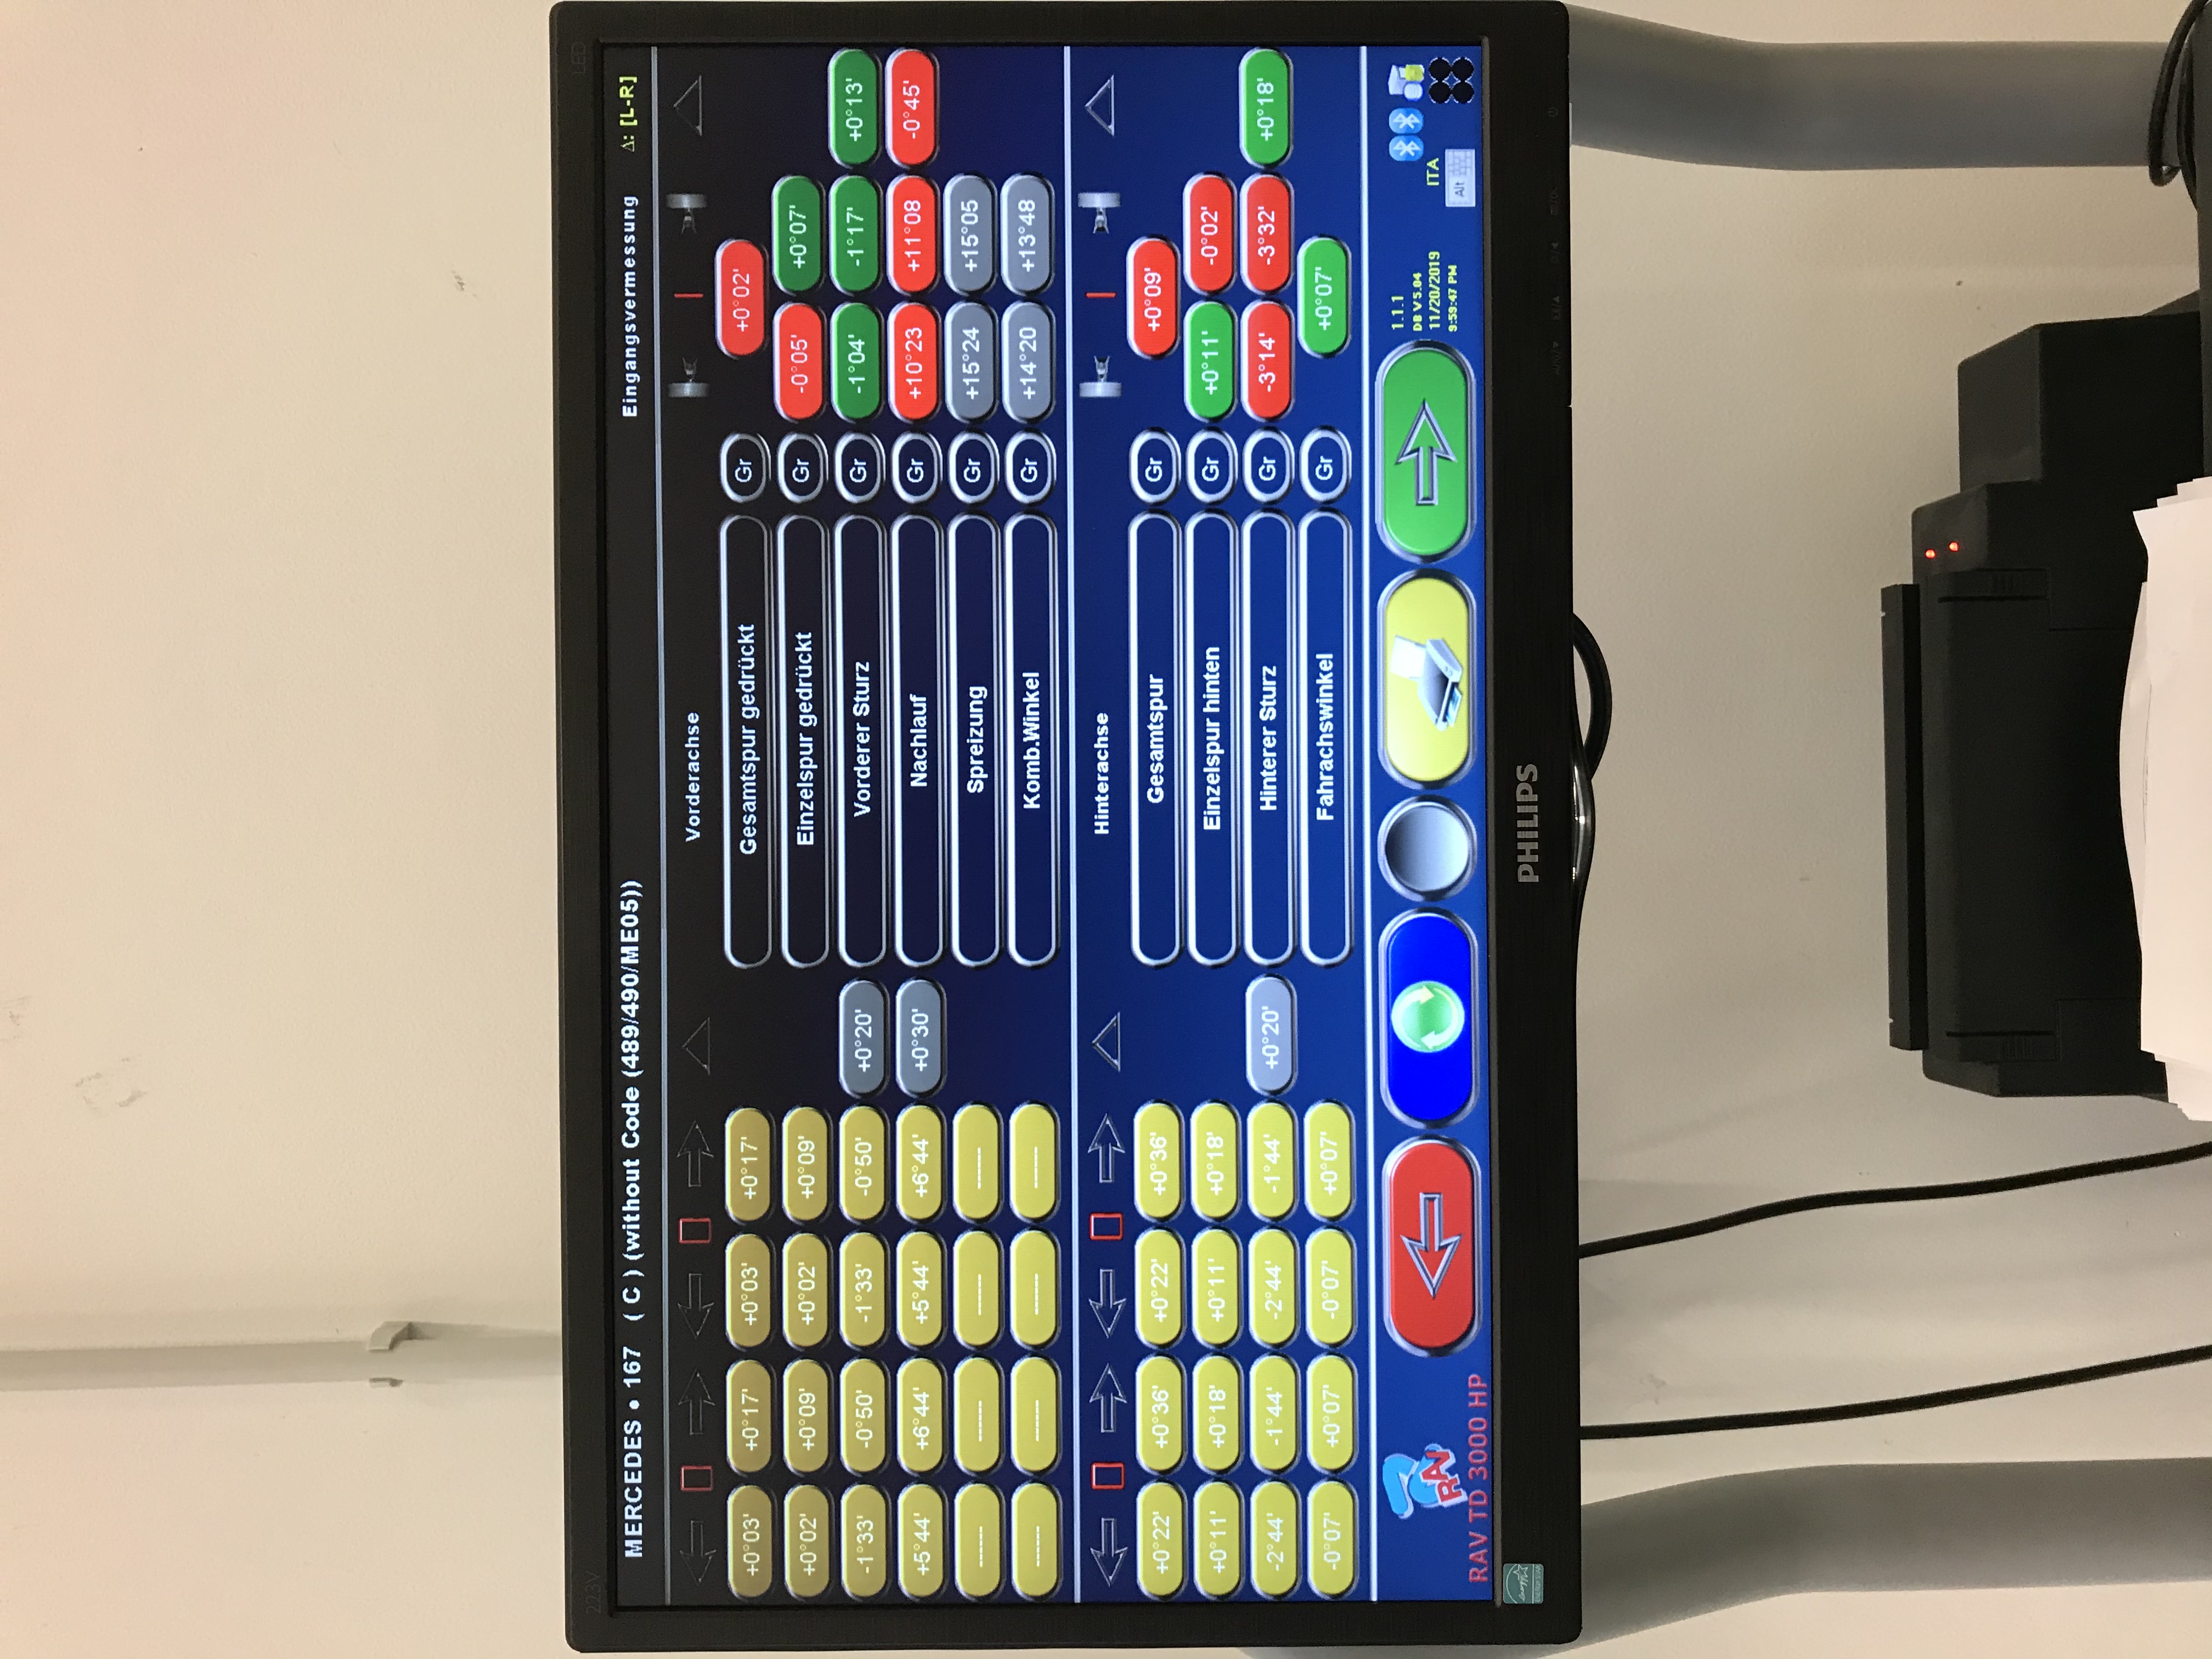 223V
LED
MERCEDES • 167 ( C ) (without Code (489/490/ME05)) Eingangsvermessung Δ: [L-R]
Vorderachse
+0°03' +0°17' +0°03' +0°17' Gesamtspur gedrückt Gr +0°02'
+0°02' +0°09' +0°02' +0°09' Einzelspur gedrückt Gr -0°05' +0°07'
-1°33' -0°50' -1°33' -0°50' +0°20' Vorderer Sturz Gr -1°04' -1°17' +0°13'
+5°44' +6°44' +5°44' +6°44' +0°30' Nachlauf Gr +10°23 +11°08 -0°45'
------ ------ ------ ------ Spreizung Gr +15°24 +15°05
------ ------ ------ ------ Komb.Winkel Gr +14°20 +13°48
Hinterachse
+0°22' +0°36' +0°22' +0°36' Gesamtspur Gr +0°09'
+0°11' +0°18' +0°11' +0°18' Einzelspur hinten Gr +0°11' -0°02'
-2°44' -1°44' -2°44' -1°44' +0°20' Hinterer Sturz Gr -3°14' -3°32' +0°18'
-0°07' +0°07' -0°07' +0°07' Fahrachswinkel Gr +0°07'
RAV
RAV TD 3000 HP
1.1.1
DB V 5.04
11/20/2019
9:59:47 PM
ITA
Alt
PHILIPS